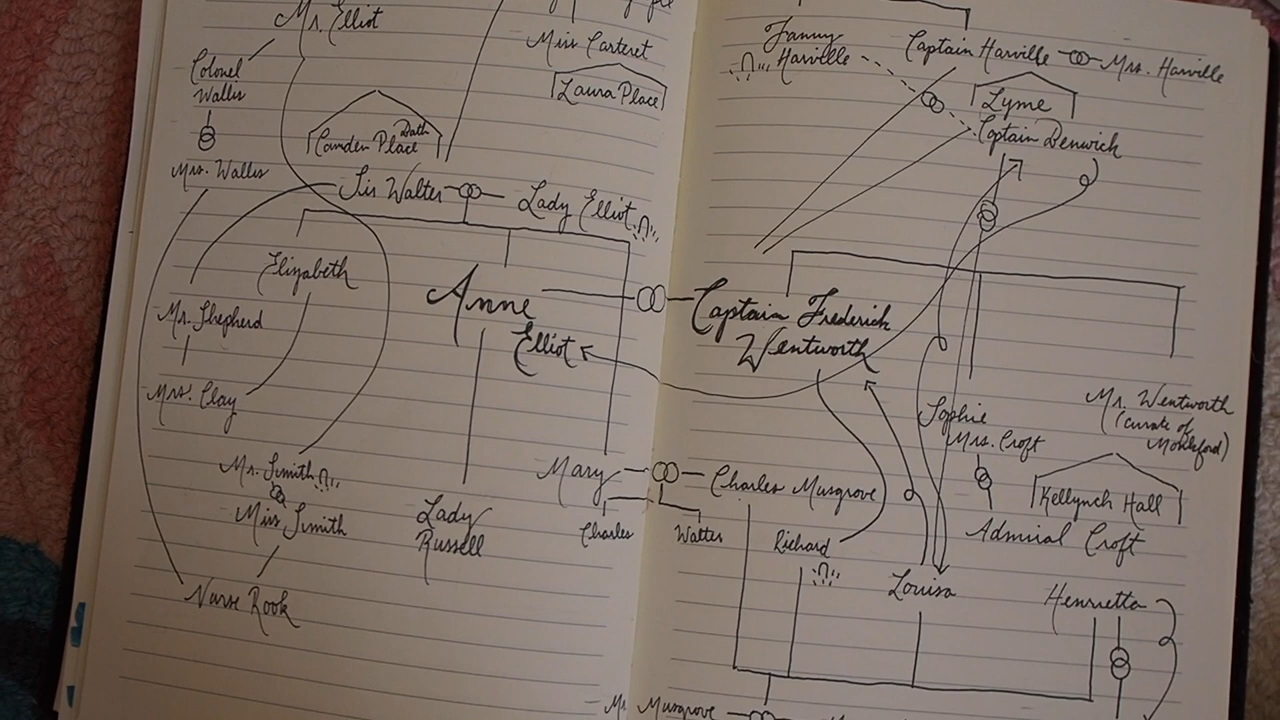 Mr. Elliot
Colonel
Wallis
Mrs. Wallis
Miss Carteret
Laura Place
Bath
Camden Place
Sir Walter
Lady Elliot
Elizabeth
Anne
Elliot
Mr. Shepherd
Mrs. Clay
Mr. Smith
Miss Smith
Nurse Rook
Lady
Russell
Mary
Charles
Walter
Mr. Musgrove
Fanny
Harville
Captain Harville
Mrs. Harville
Lyme
Captain Benwick
Captain Frederick
Wentworth
Sophie
Mrs. Croft
Admiral Croft
Mr. Wentworth
(curate of
Monkford)
Kellynch Hall
Charles Musgrove
Richard
Louisa
Henrietta